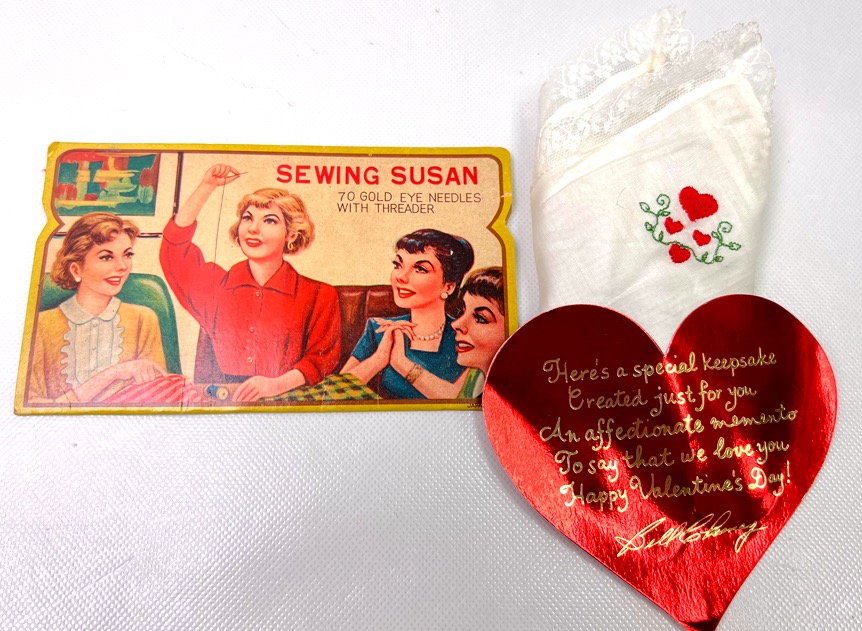 SEWING SUSAN
70 GOLD EYE NEEDLES
WITH THREADER
Here's a special keepsake
Created just for you
An affectionate memento
To say that we love you
Happy Valentine's Day!